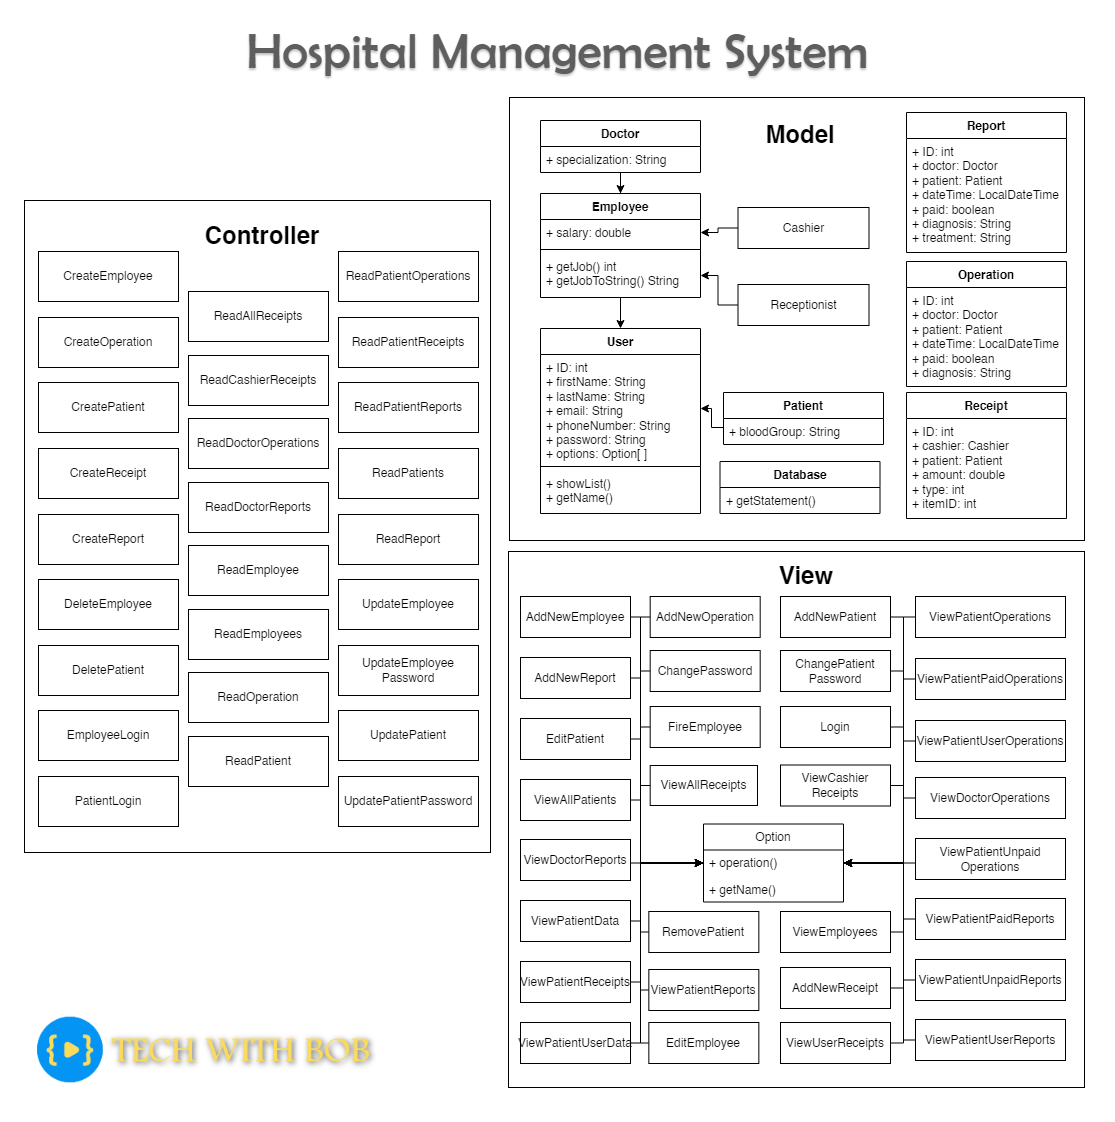 Hospital Management System
Controller
CreateEmployee
CreateOperation
CreatePatient
CreateReceipt
CreateReport
DeleteEmployee
DeletePatient
EmployeeLogin
PatientLogin
ReadAllReceipts
ReadCashierReceipts
ReadDoctorOperations
ReadDoctorReports
ReadEmployee
ReadEmployees
ReadOperation
ReadPatient
ReadPatientOperations
ReadPatientReceipts
ReadPatientReports
ReadPatients
ReadReport
UpdateEmployee
UpdateEmployee
Password
UpdatePatient
UpdatePatientPassword
Model
Doctor
+ specialization: String
Employee
+ salary: double
+ getJob() int
+ getJobToString() String
User
+ ID: int
+ firstName: String
+ lastName: String
+ email: String
+ phoneNumber: String
+ password: String
+ options: Option[ ]
+ showList()
+ getName()
Cashier
Receptionist
Patient
+ bloodGroup: String
Database
+ getStatement()
Report
+ ID: int
+ doctor: Doctor
+ patient: Patient
+ dateTime: LocalDateTime
+ paid: boolean
+ diagnosis: String
+ treatment: String
Operation
+ ID: int
+ doctor: Doctor
+ patient: Patient
+ dateTime: LocalDateTime
+ paid: boolean
+ diagnosis: String
Receipt
+ ID: int
+ cashier: Cashier
+ patient: Patient
+ amount: double
+ type: int
+ itemID: int
View
AddNewEmployee
AddNewReport
EditPatient
ViewAllPatients
ViewDoctorReports
ViewPatientData
ViewPatientReceipts
ViewPatientUserData
AddNewOperation
ChangePassword
FireEmployee
ViewAllReceipts
Option
+ operation()
+ getName()
RemovePatient
ViewPatientReports
EditEmployee
AddNewPatient
ChangePatient
Password
Login
ViewCashier
Receipts
ViewEmployees
AddNewReceipt
ViewUserReceipts
ViewPatientOperations
ViewPatientPaidOperations
ViewPatientUserOperations
ViewDoctorOperations
ViewPatientUnpaid
Operations
ViewPatientPaidReports
ViewPatientUnpaidReports
ViewPatientUserReports
TECH WITH BOB